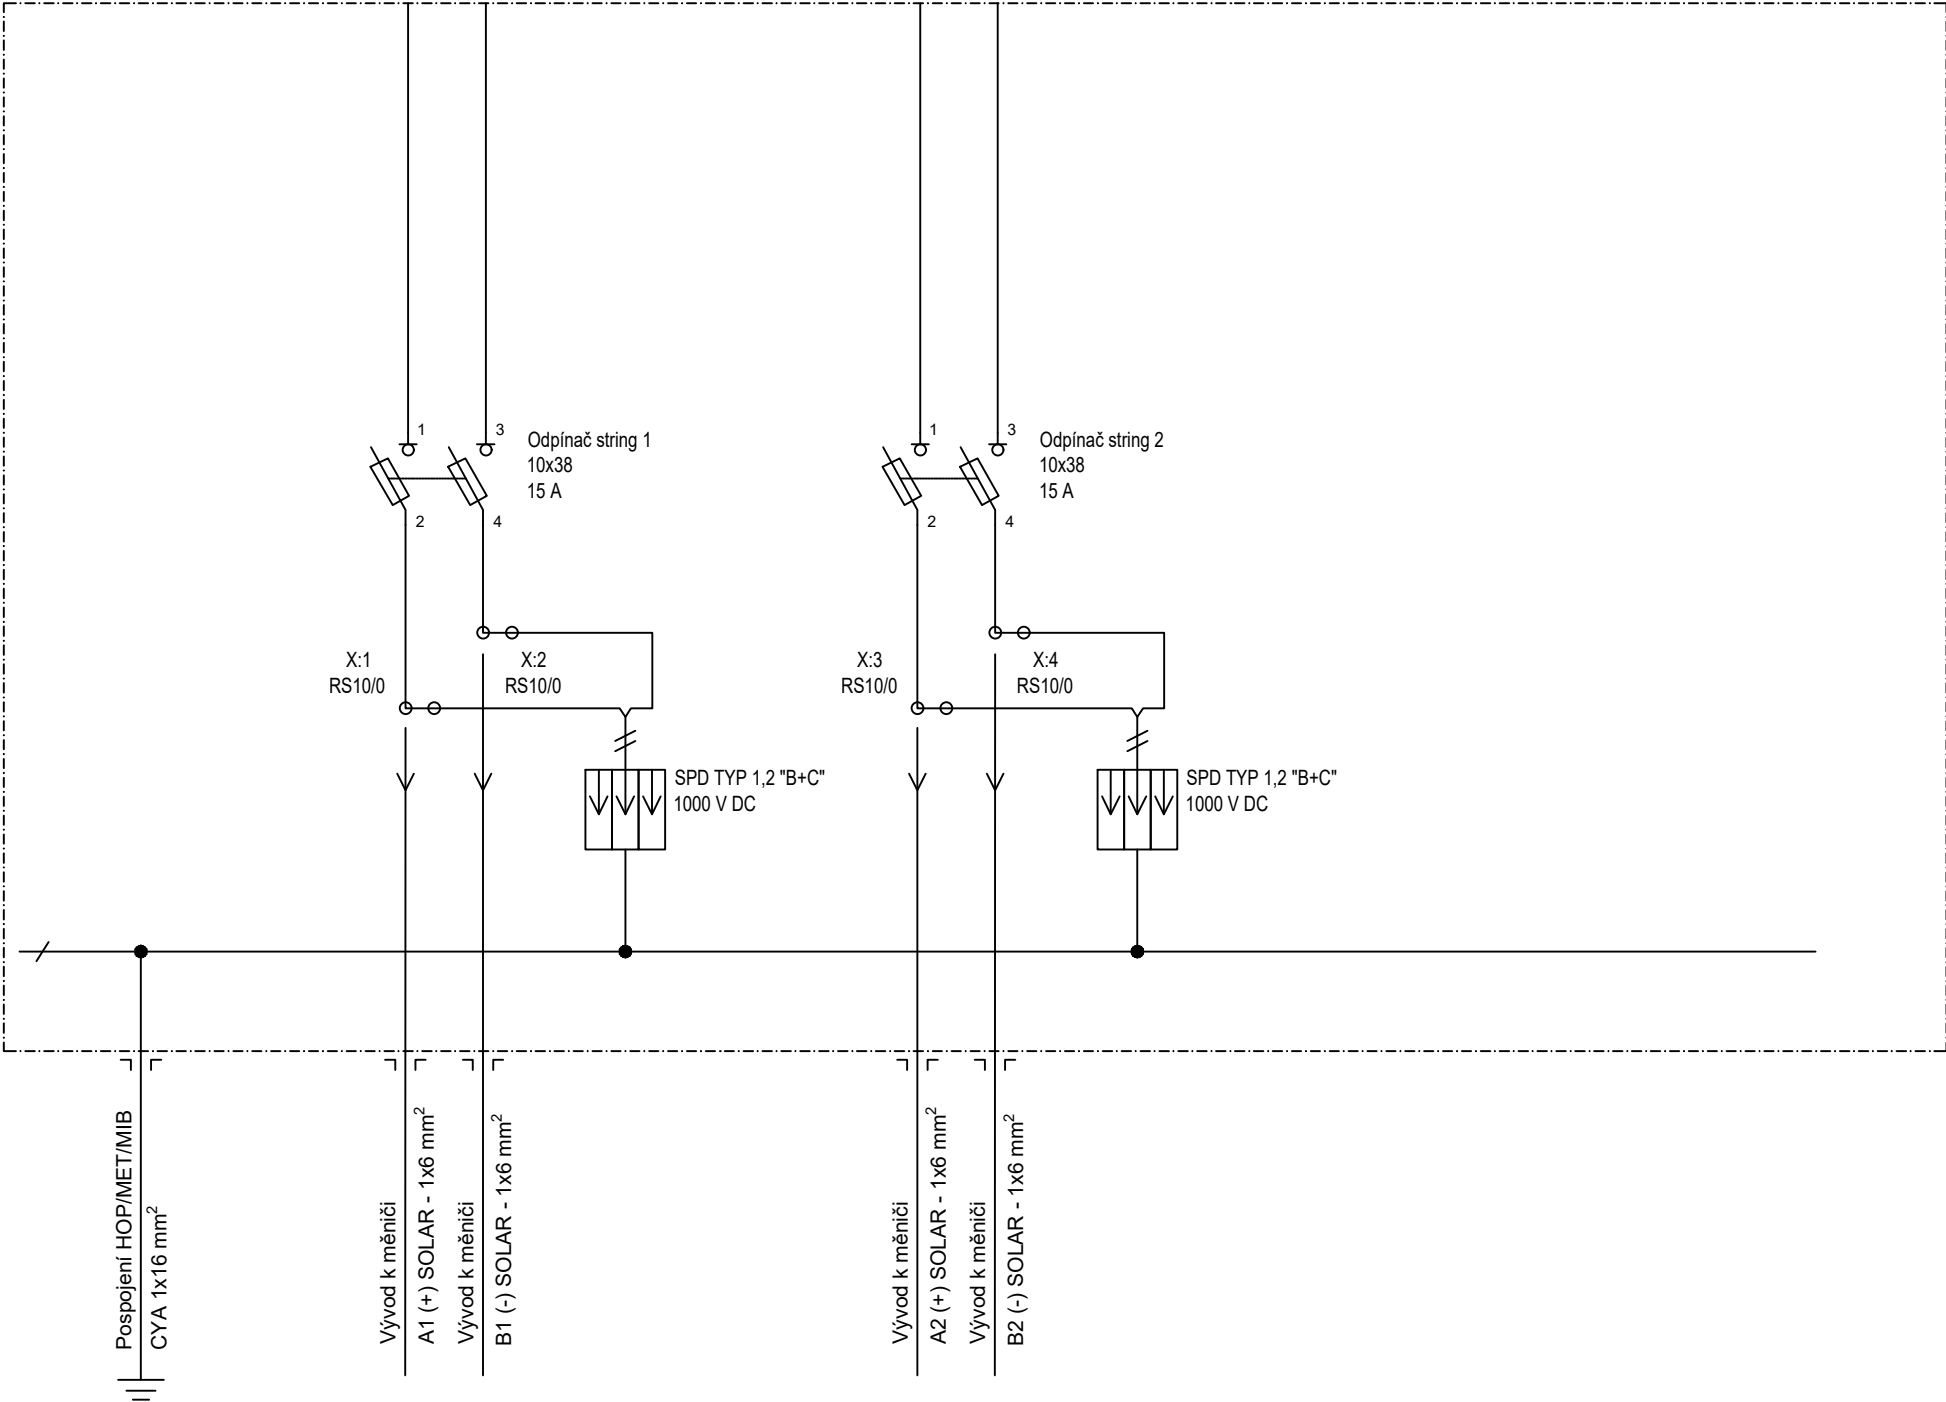 1
3
Odpínač string 1
10x38
15 A
2
4
1
3
Odpínač string 2
10x38
15 A
2
4
X:1
RS10/0
X:2
RS10/0
X:3
RS10/0
X:4
RS10/0
SPD TYP 1,2 "B+C"
1000 V DC
SPD TYP 1,2 "B+C"
1000 V DC
Pospojení HOP/MET/MIB
CYA 1x16 mm²
Vývod k měniči
A1 (+) SOLAR - 1x6 mm²
Vývod k měniči
B1 (-) SOLAR - 1x6 mm²
Vývod k měniči
A2 (+) SOLAR - 1x6 mm²
Vývod k měniči
B2 (-) SOLAR - 1x6 mm²